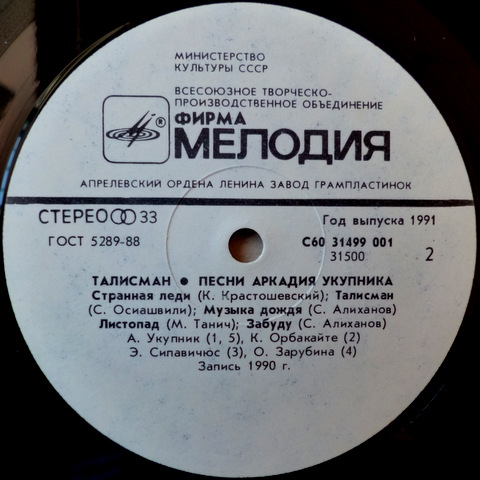 МИНИСТЕРСТВО
КУЛЬТУРЫ СССР
ВСЕСОЮЗНОЕ ТВОРЧЕСКО-
ПРОИЗВОДСТВЕННОЕ ОБЪЕДИНЕНИЕ
ФИРМА
® МЕЛОДИЯ
АПРЕЛЕВСКИЙ ОРДЕНА ЛЕНИНА ЗАВОД ГРАМПЛАСТИНОК
СТЕРЕО 33 Год выпуска 1991
ГОСТ 5289-88 С60 31499 001
31500 2
ТАЛИСМАН ● ПЕСНИ АРКАДИЯ УКУПНИКА
Странная леди (К. Крастошевский); Талисман
(С. Осиашвили); Музыка дождя (С. Алиханов)
Листопад (М. Танич); Забуду (С. Алиханов)
А. Укупник (1, 5), К. Орбакайте (2)
Э. Сипавичюс (3), О. Зарубина (4)
Запись 1990 г.